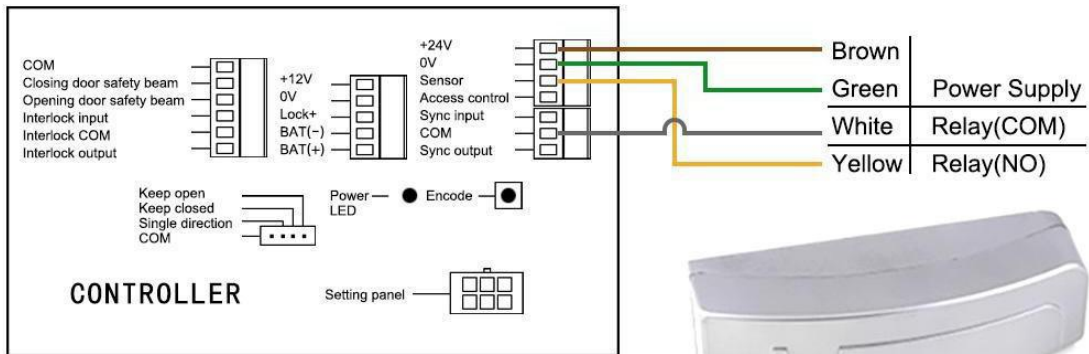 COM
Closing door safety beam
Opening door safety beam
Interlock input
Interlock COM
Interlock output
+12V
0V
Lock+
BAT(−)
BAT(+)
+24V
0V
Sensor
Access control
Sync input
COM
Sync output
Brown
Green Power Supply
White Relay(COM)
Yellow Relay(NO)
Keep open
Keep closed
Single direction
COM
Power
LED
Encode
CONTROLLER
Setting panel